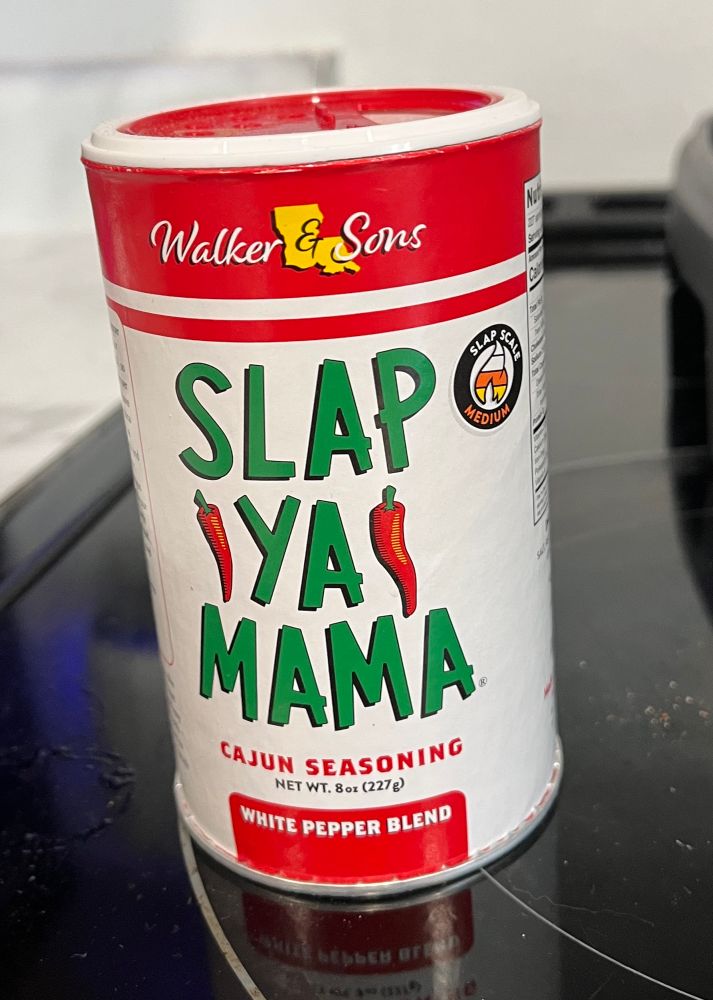 Walker & Sons
SLAP SCALE
MEDIUM
SLAP
YA
MAMA®
CAJUN SEASONING
NET WT. 8oz (227g)
WHITE PEPPER BLEND